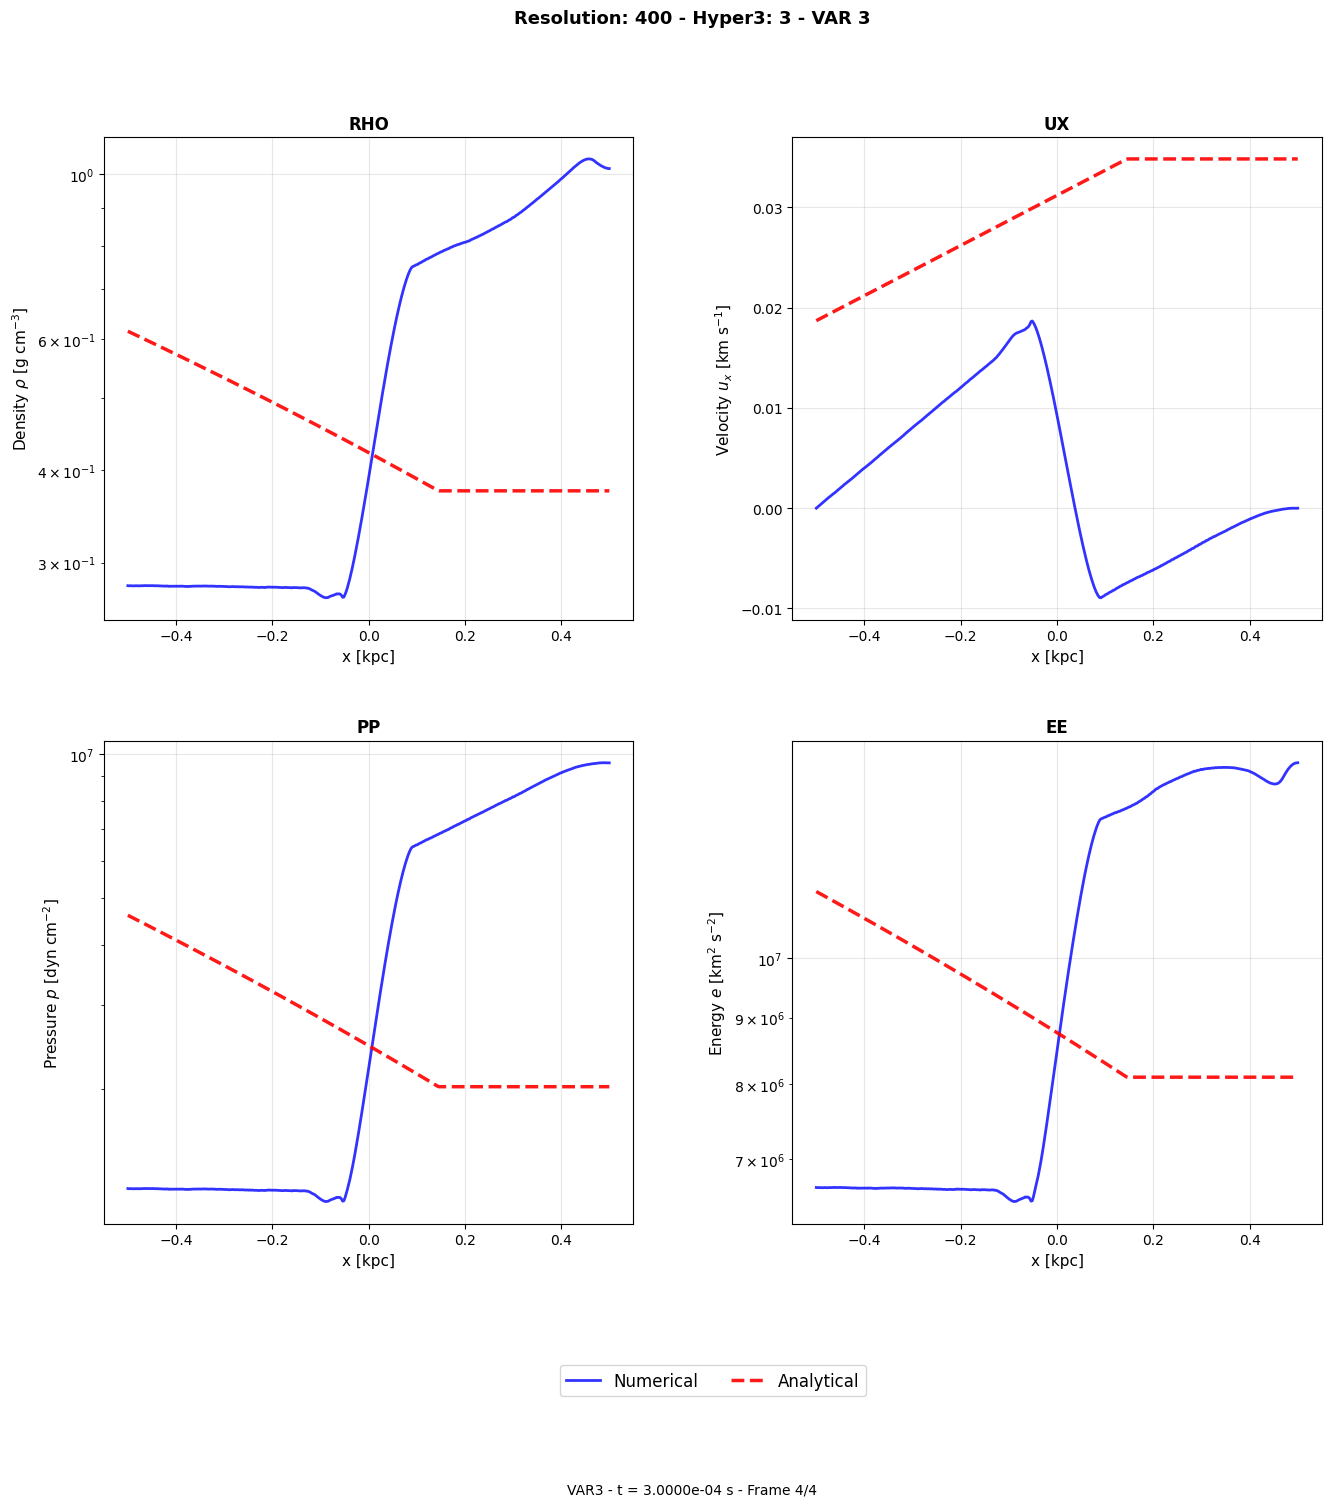 Resolution: 400 - Hyper3: 3 - VAR 3
RHO
Density ρ [g cm⁻³]
10⁰
6 × 10⁻¹
4 × 10⁻¹
3 × 10⁻¹
−0.4 −0.2 0.0 0.2 0.4
x [kpc]
UX
Velocity uₓ [km s⁻¹]
0.03
0.02
0.01
0.00
−0.01
−0.4 −0.2 0.0 0.2 0.4
x [kpc]
PP
Pressure p [dyn cm⁻²]
10⁷
−0.4 −0.2 0.0 0.2 0.4
x [kpc]
EE
Energy e [km² s⁻²]
10⁷
9 × 10⁶
8 × 10⁶
7 × 10⁶
−0.4 −0.2 0.0 0.2 0.4
x [kpc]
Numerical Analytical
VAR3 - t = 3.0000e-04 s - Frame 4/4